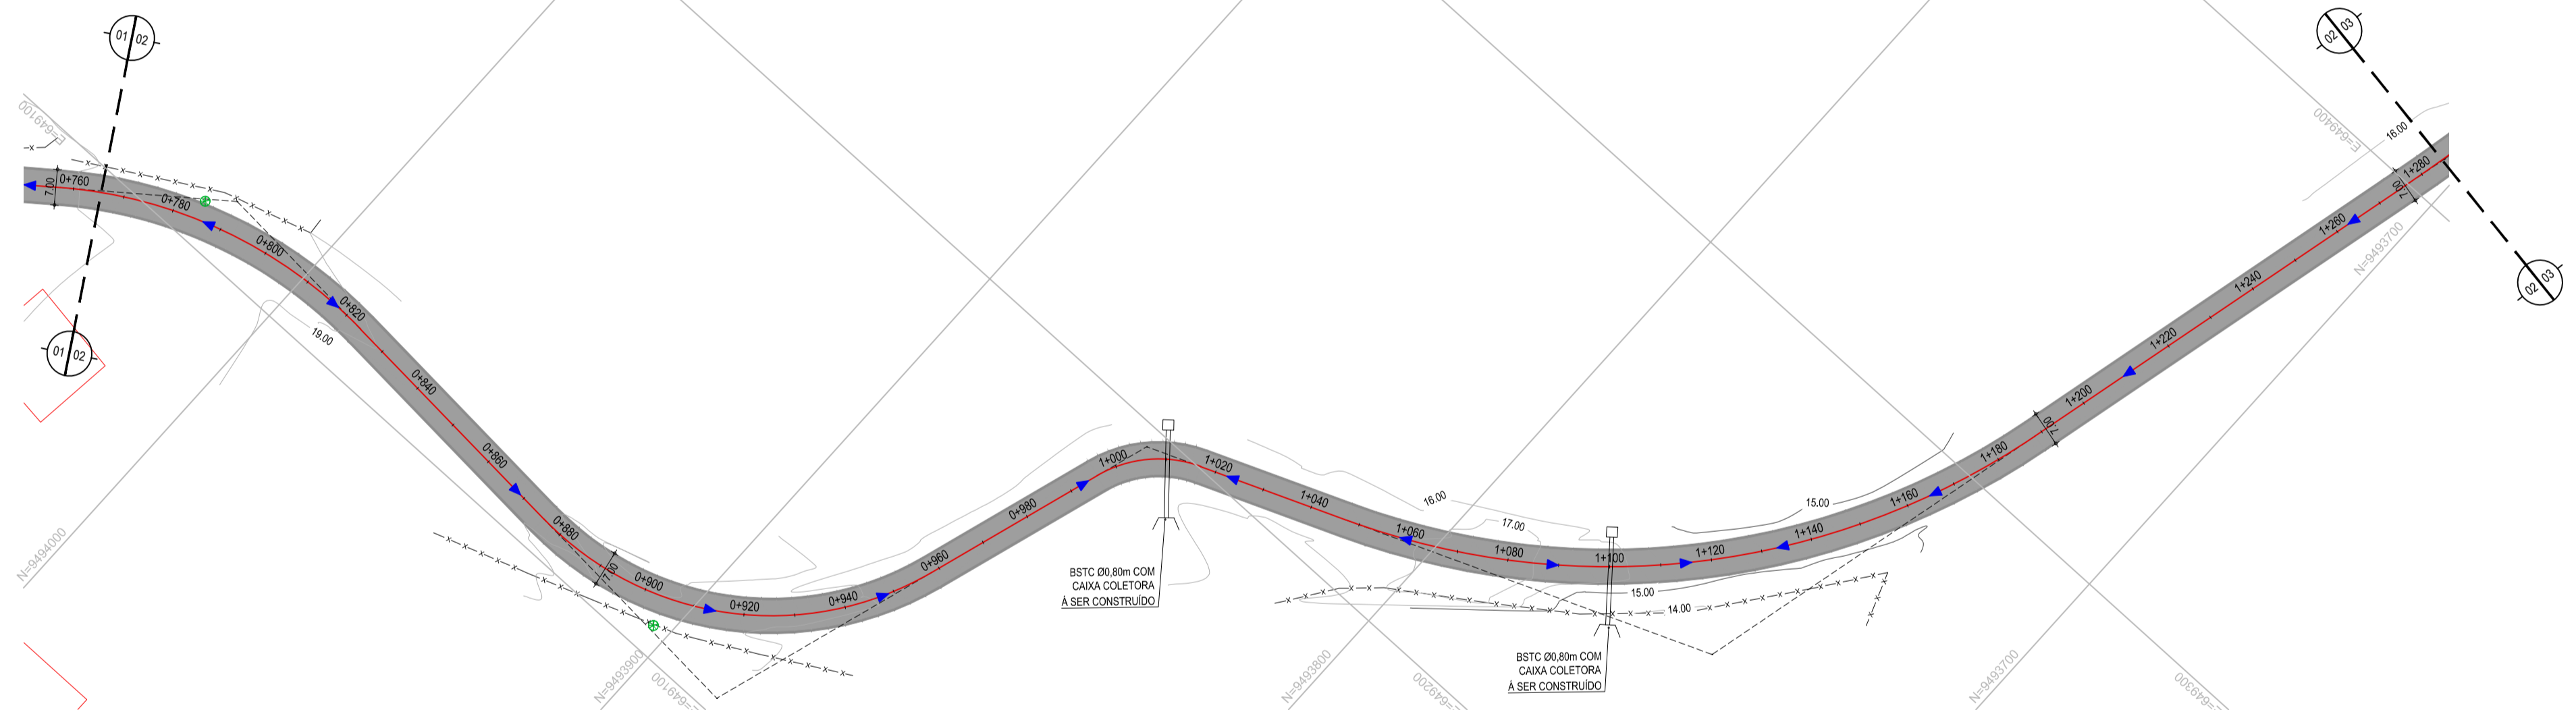 01 02
01 02
02 03
02 03
E=649100
N=9494000
7.00
0+760
0+780
0+800
0+820
19.00
0+840
0+860
0+880
7.00
0+900
0+920
0+940
0+960
0+980
1+000
1+020
1+040
1+060
1+080
1+100
1+120
1+140
1+160
1+180
7.00
1+200
1+220
1+240
1+260
1+280
7.00
N=9493900
E=649100
BSTC Ø0,80m COM
CAIXA COLETORA
À SER CONSTRUÍDO
16.00
17.00
15.00
15.00
14.00
BSTC Ø0,80m COM
CAIXA COLETORA
À SER CONSTRUÍDO
N=9493800
E=649200
N=9493700
E=649300
E=649400
16.00
N=9493700